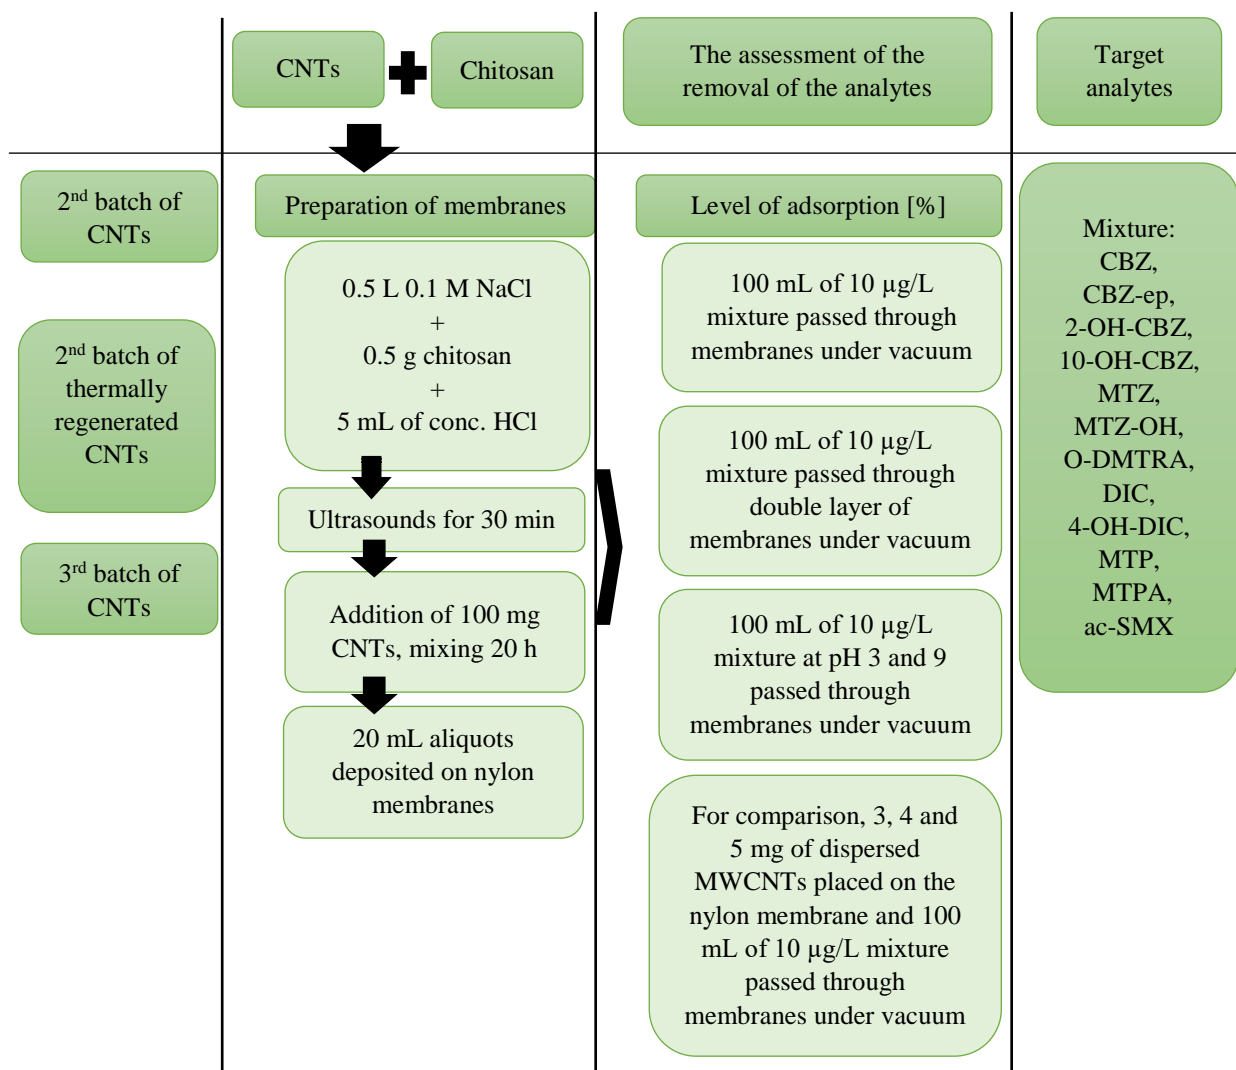 CNTs
Chitosan
The assessment of the
removal of the analytes
Target
analytes
2nd batch of
CNTs
2nd batch of
thermally
regenerated
CNTs
3rd batch of
CNTs
Preparation of membranes
0.5 L 0.1 M NaCl
+
0.5 g chitosan
+
5 mL of conc. HCl
Ultrasounds for 30 min
Addition of 100 mg
CNTs, mixing 20 h
20 mL aliquots
deposited on nylon
membranes
Level of adsorption [%]
100 mL of 10 µg/L
mixture passed through
membranes under vacuum
100 mL of 10 µg/L
mixture passed through
double layer of
membranes under vacuum
100 mL of 10 µg/L
mixture at pH 3 and 9
passed through
membranes under vacuum
For comparison, 3, 4 and
5 mg of dispersed
MWCNTs placed on the
nylon membrane and 100
mL of 10 µg/L mixture
passed through
membranes under vacuum
Mixture:
CBZ,
CBZ-ep,
2-OH-CBZ,
10-OH-CBZ,
MTZ,
MTZ-OH,
O-DMTRA,
DIC,
4-OH-DIC,
MTP,
MTPA,
ac-SMX